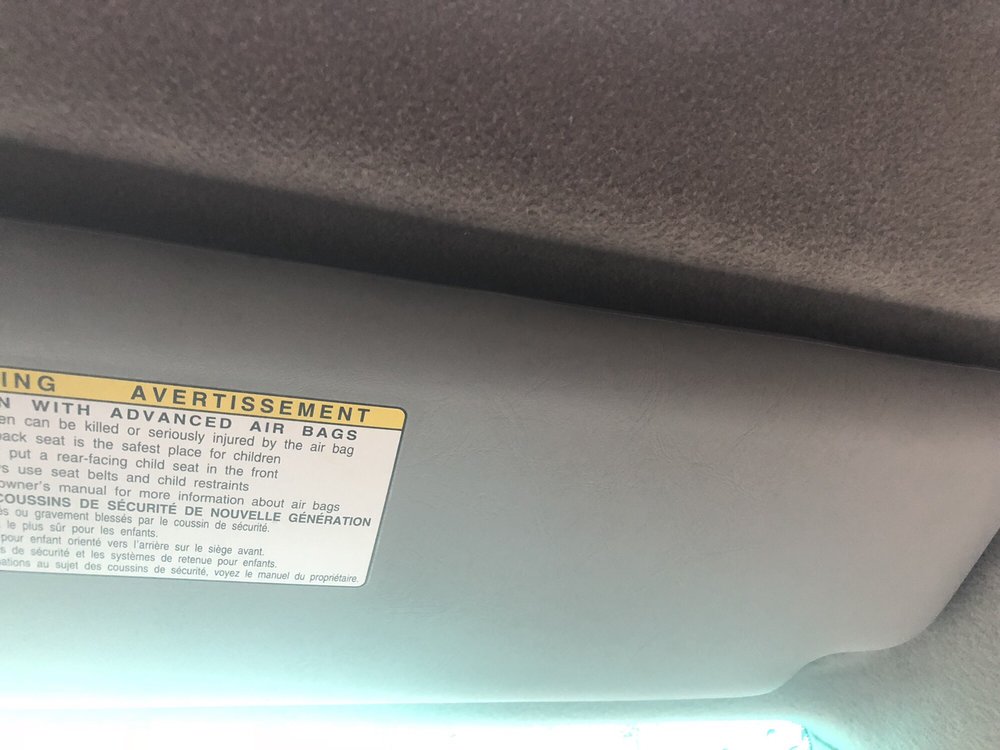 ING AVERTISSEMENT
N WITH ADVANCED AIR BAGS
en can be killed or seriously injured by the air bag
back seat is the safest place for children
put a rear-facing child seat in the front
s use seat belts and child restraints
owner's manual for more information about air bags
COUSSINS DE SÉCURITÉ DE NOUVELLE GÉNÉRATION
és ou gravement blessés par le coussin de sécurité.
le plus sûr pour les enfants.
pour enfant orienté vers l'arrière sur le siège avant.
s de sécurité et les systèmes de retenue pour enfants.
ations au sujet des coussins de sécurité, voyez le manuel du propriétaire.